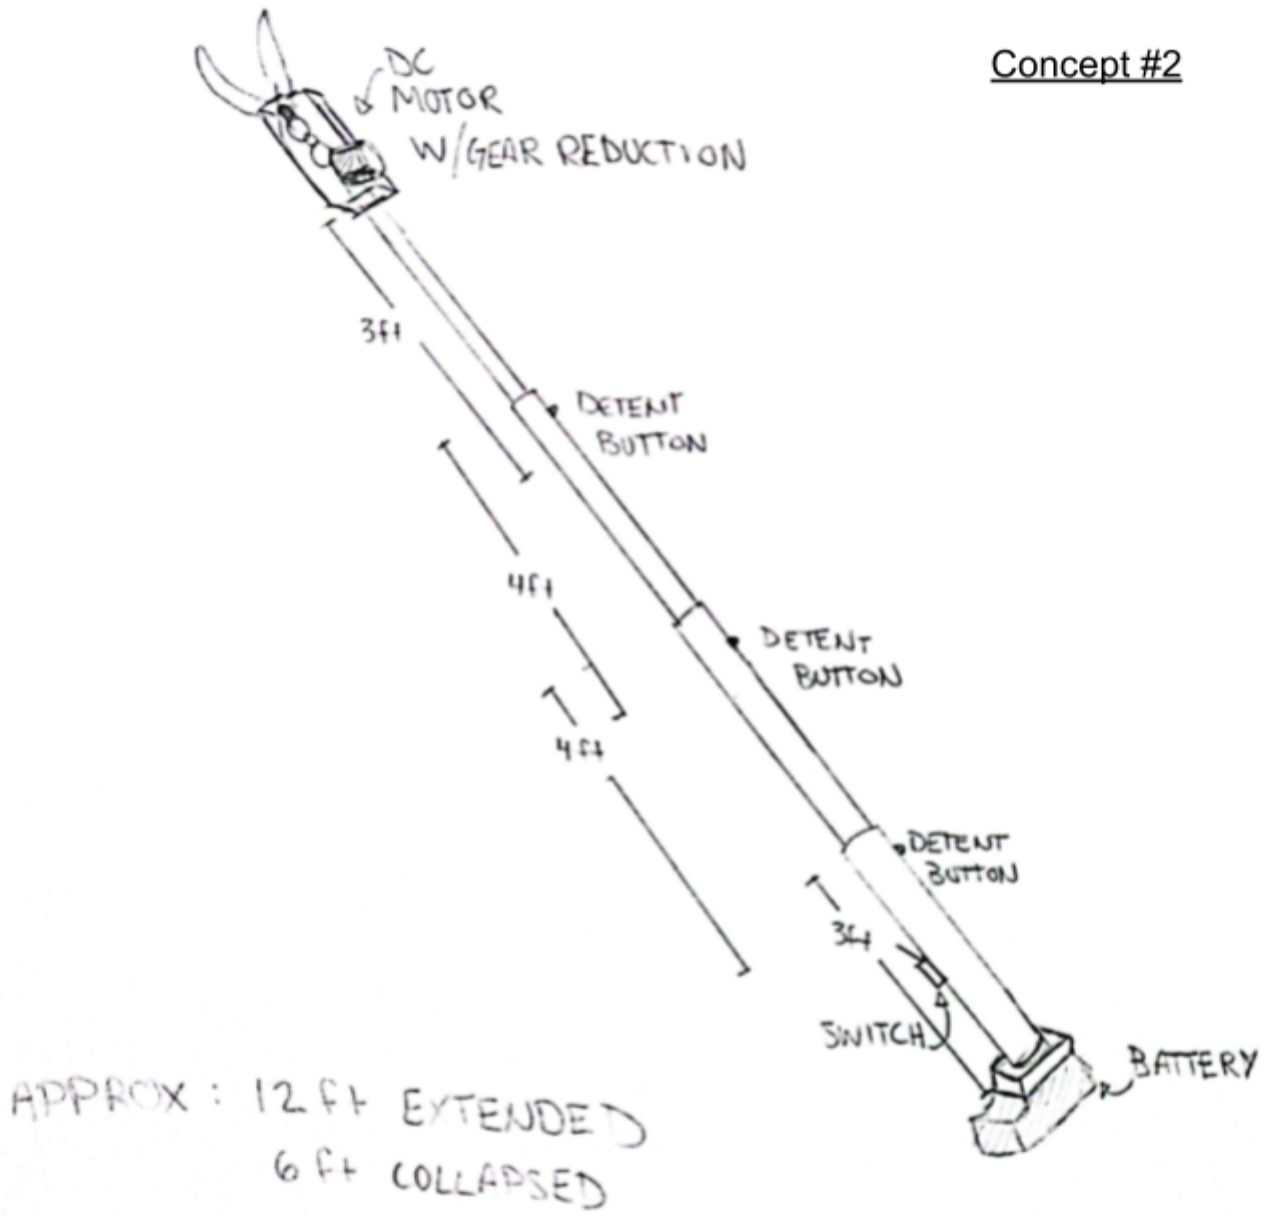 Concept #2
DC
MOTOR
W/GEAR REDUCTION
3ft
DETENT
BUTTON
4ft
DETENT
BUTTON
4ft
DETENT
BUTTON
3ft
SWITCH
BATTERY
APPROX: 12 ft EXTENDED
6 ft COLLAPSED